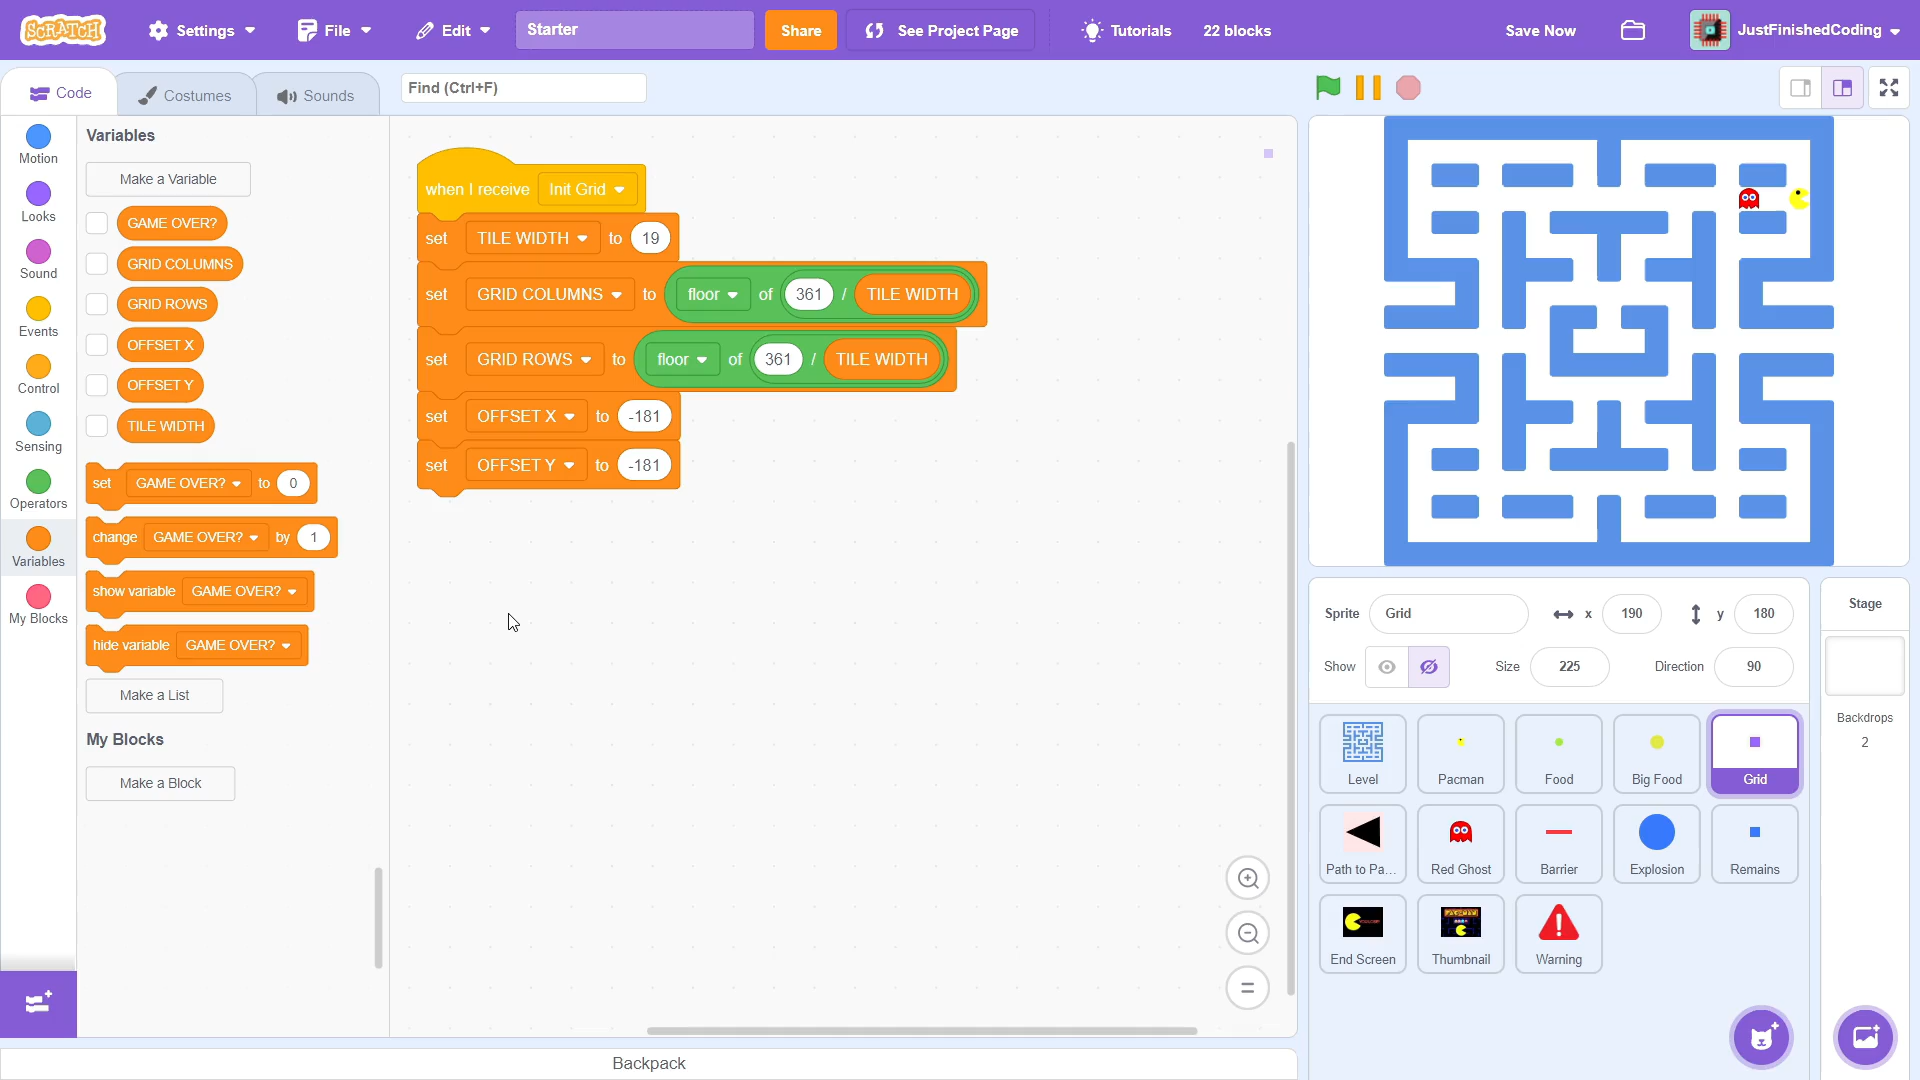 SCRATCH
Settings
File
Edit
Starter
Share
See Project Page
Tutorials
22 blocks
Save Now
JustFinishedCoding
Code
Costumes
Sounds
Find (Ctrl+F)
Motion
Looks
Sound
Events
Control
Sensing
Operators
Variables
My Blocks
Variables
Make a Variable
GAME OVER?
GRID COLUMNS
GRID ROWS
OFFSET X
OFFSET Y
TILE WIDTH
set GAME OVER? to 0
change GAME OVER? by 1
show variable GAME OVER?
hide variable GAME OVER?
Make a List
My Blocks
Make a Block
when I receive Init Grid
set TILE WIDTH to 19
set GRID COLUMNS to floor of 361 / TILE WIDTH
set GRID ROWS to floor of 361 / TILE WIDTH
set OFFSET X to -181
set OFFSET Y to -181
Backpack
Sprite Grid x 190 y 180
Show Size 225 Direction 90
Level
Pacman
Food
Big Food
Grid
Path to Pa...
Red Ghost
Barrier
Explosion
Remains
End Screen
Thumbnail
Warning
Stage
Backdrops
2